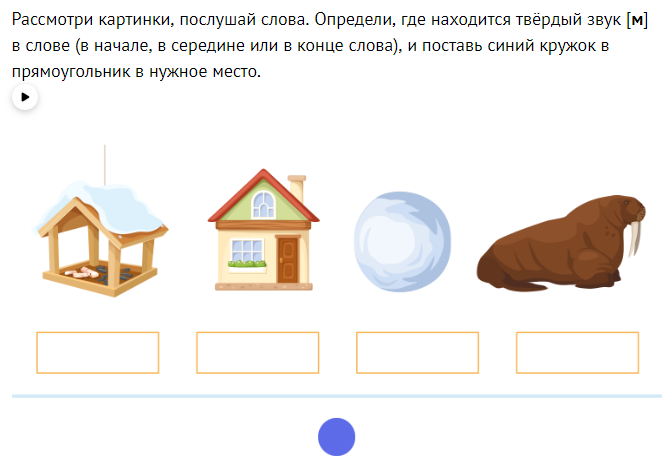 Рассмотри картинки, послушай слова. Определи, где находится твёрдый звук [м]
в слове (в начале, в середине или в конце слова), и поставь синий кружок в
прямоугольник в нужное место.